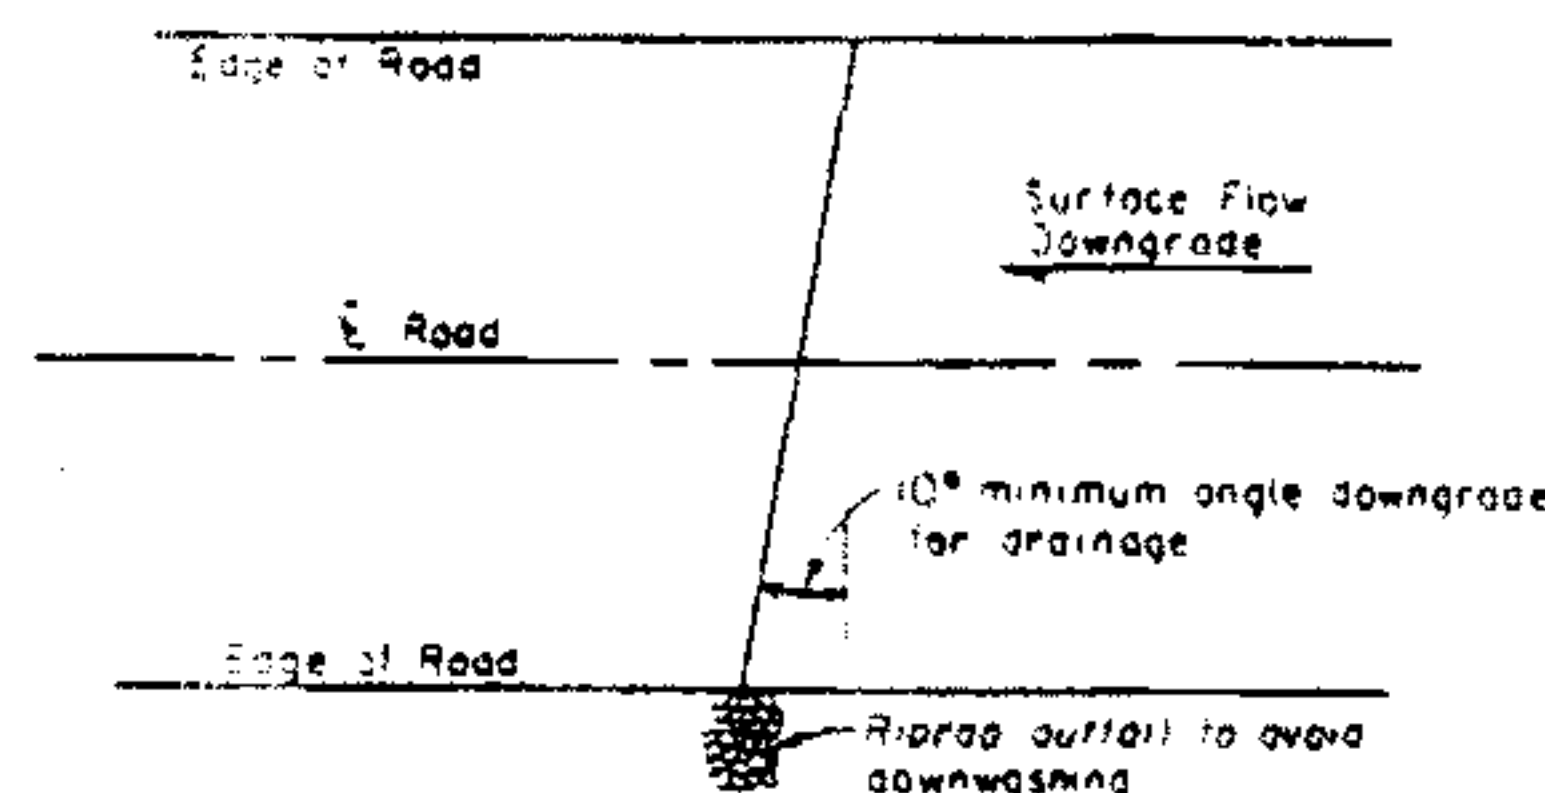 Edge of Road
Surface Flow
Downgrade
℄ Road
10° minimum angle downgrade
for drainage
Edge of Road
Riprap outfall to avoid
downwashing